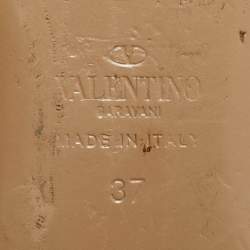 VALENTINO
GARAVANI
MADE IN ITALY
37